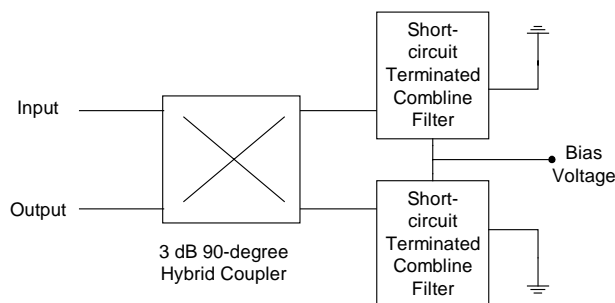 Short-
circuit
Terminated
Combline
Filter
Input
Bias
Voltage
Output
Short-
circuit
Terminated
Combline
Filter
3 dB 90-degree
Hybrid Coupler